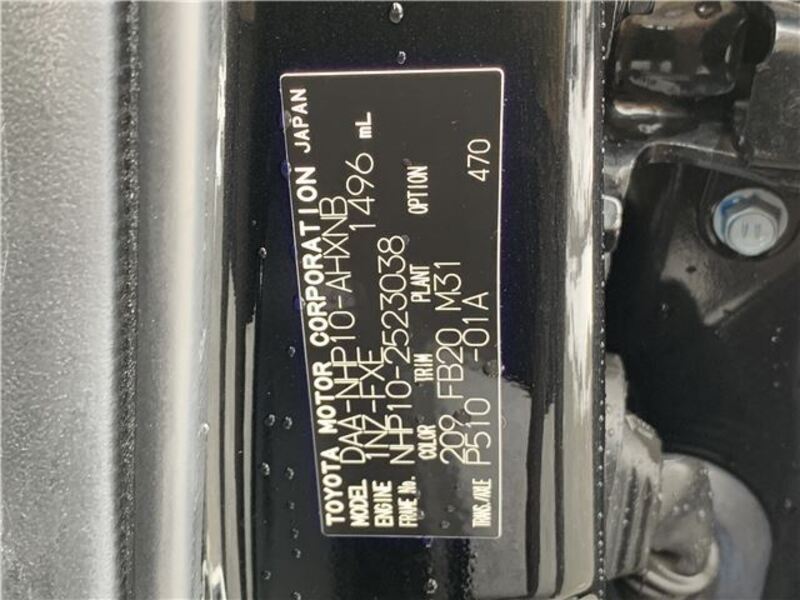 TOYOTA MOTOR CORPORATION JAPAN
MODEL DAA-NHP10-AHXNB
ENGINE 1NZ-FXE 1496 mL
FRAME No. NHP10-2523038
COLOR TRIM PLANT OPTION
209 FB20 M31
TRANS./AXLE P510 -01A 470